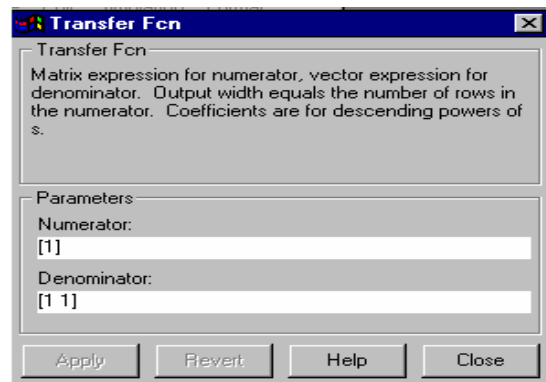 Transfer Fcn
Transfer Fcn
Matrix expression for numerator, vector expression for
denominator. Output width equals the number of rows in
the numerator. Coefficients are for descending powers of
s.
Parameters
Numerator:
[1]
Denominator:
[1 1]
Apply Revert Help Close